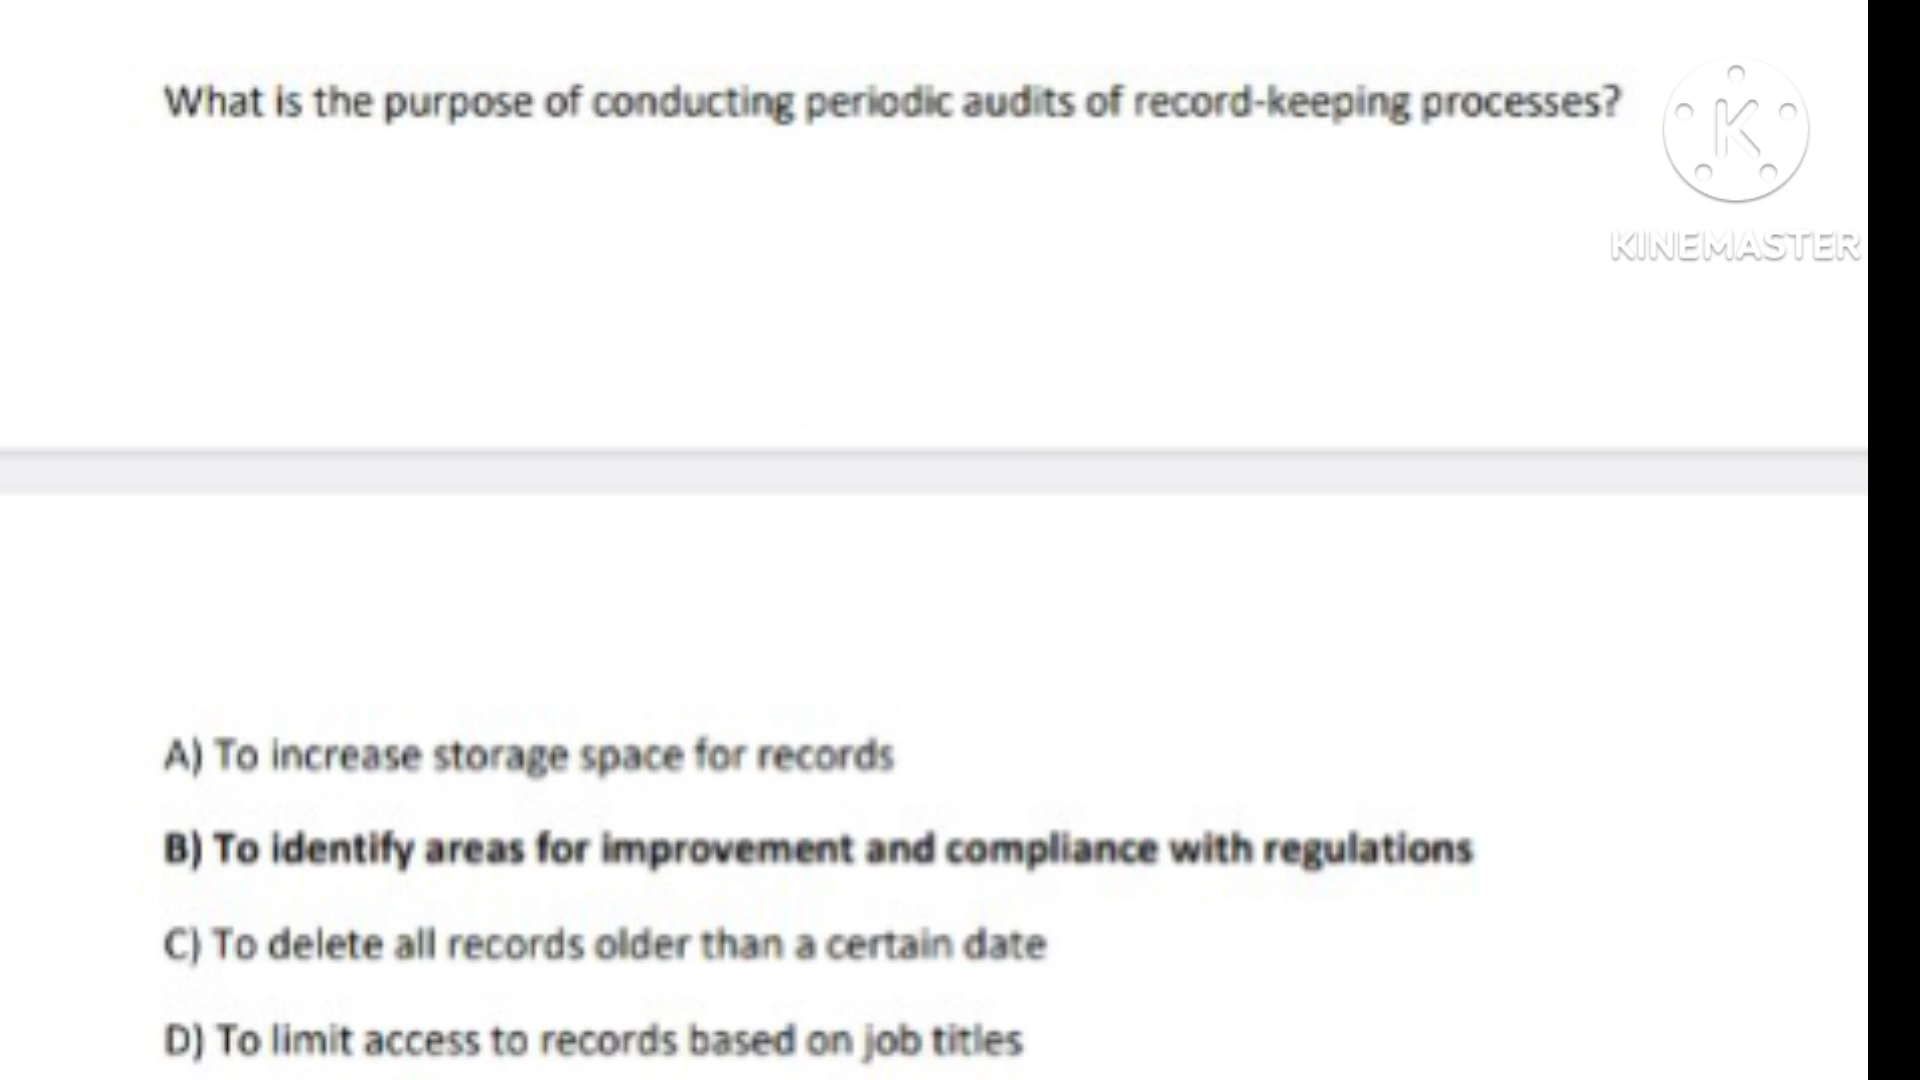 What is the purpose of conducting periodic audits of record-keeping processes?
K
KINEMASTER
A) To increase storage space for records
B) To identify areas for improvement and compliance with regulations
C) To delete all records older than a certain date
D) To limit access to records based on job titles